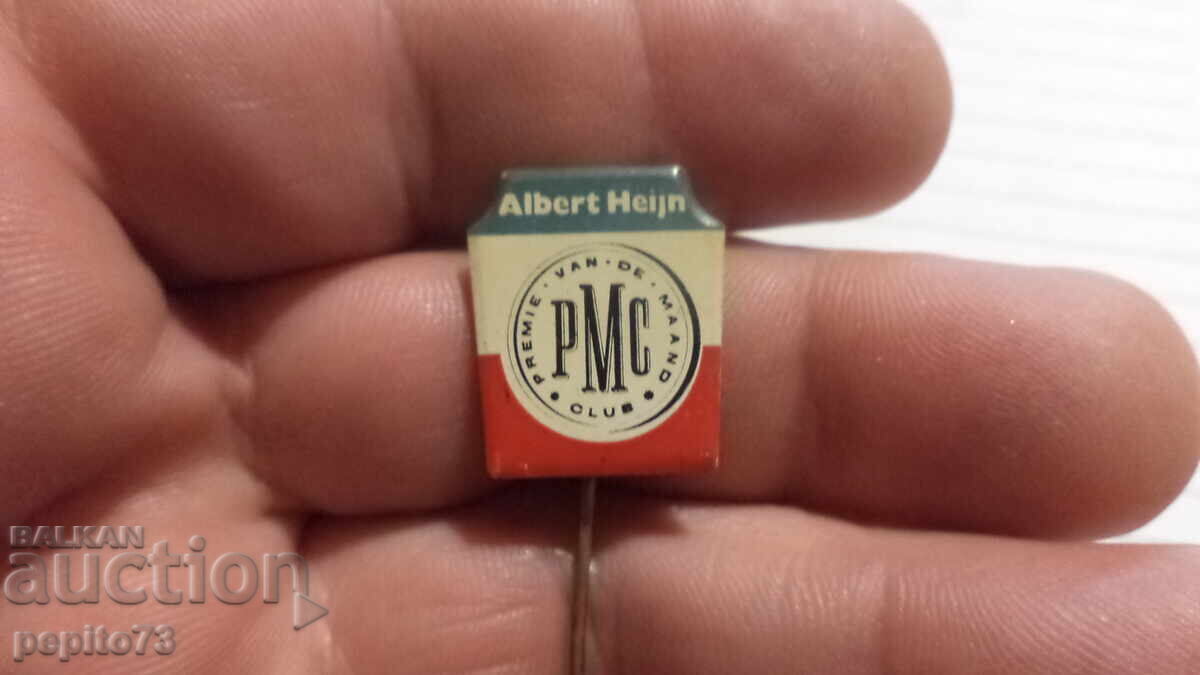 Albert Heijn
PREMIE · VAN · DE · MAAND
PMC
• CLUB •
BALKAN
auction
pepito73